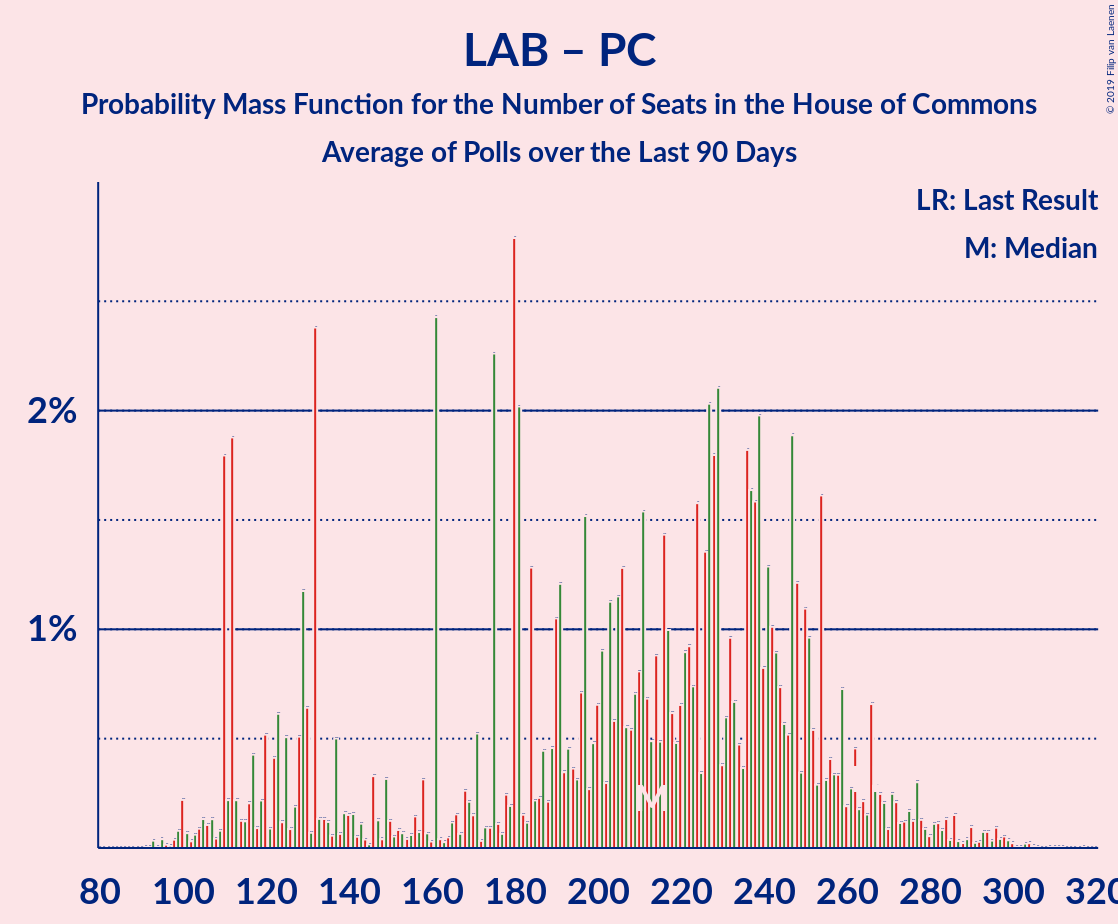 LAB – PC
Probability Mass Function for the Number of Seats in the House of Commons
Average of Polls over the Last 90 Days
© 2019 Filip van Laenen
LR: Last Result
M: Median
2%
1%
M
80 100 120 140 160 180 200 220 240 260 280 300 320